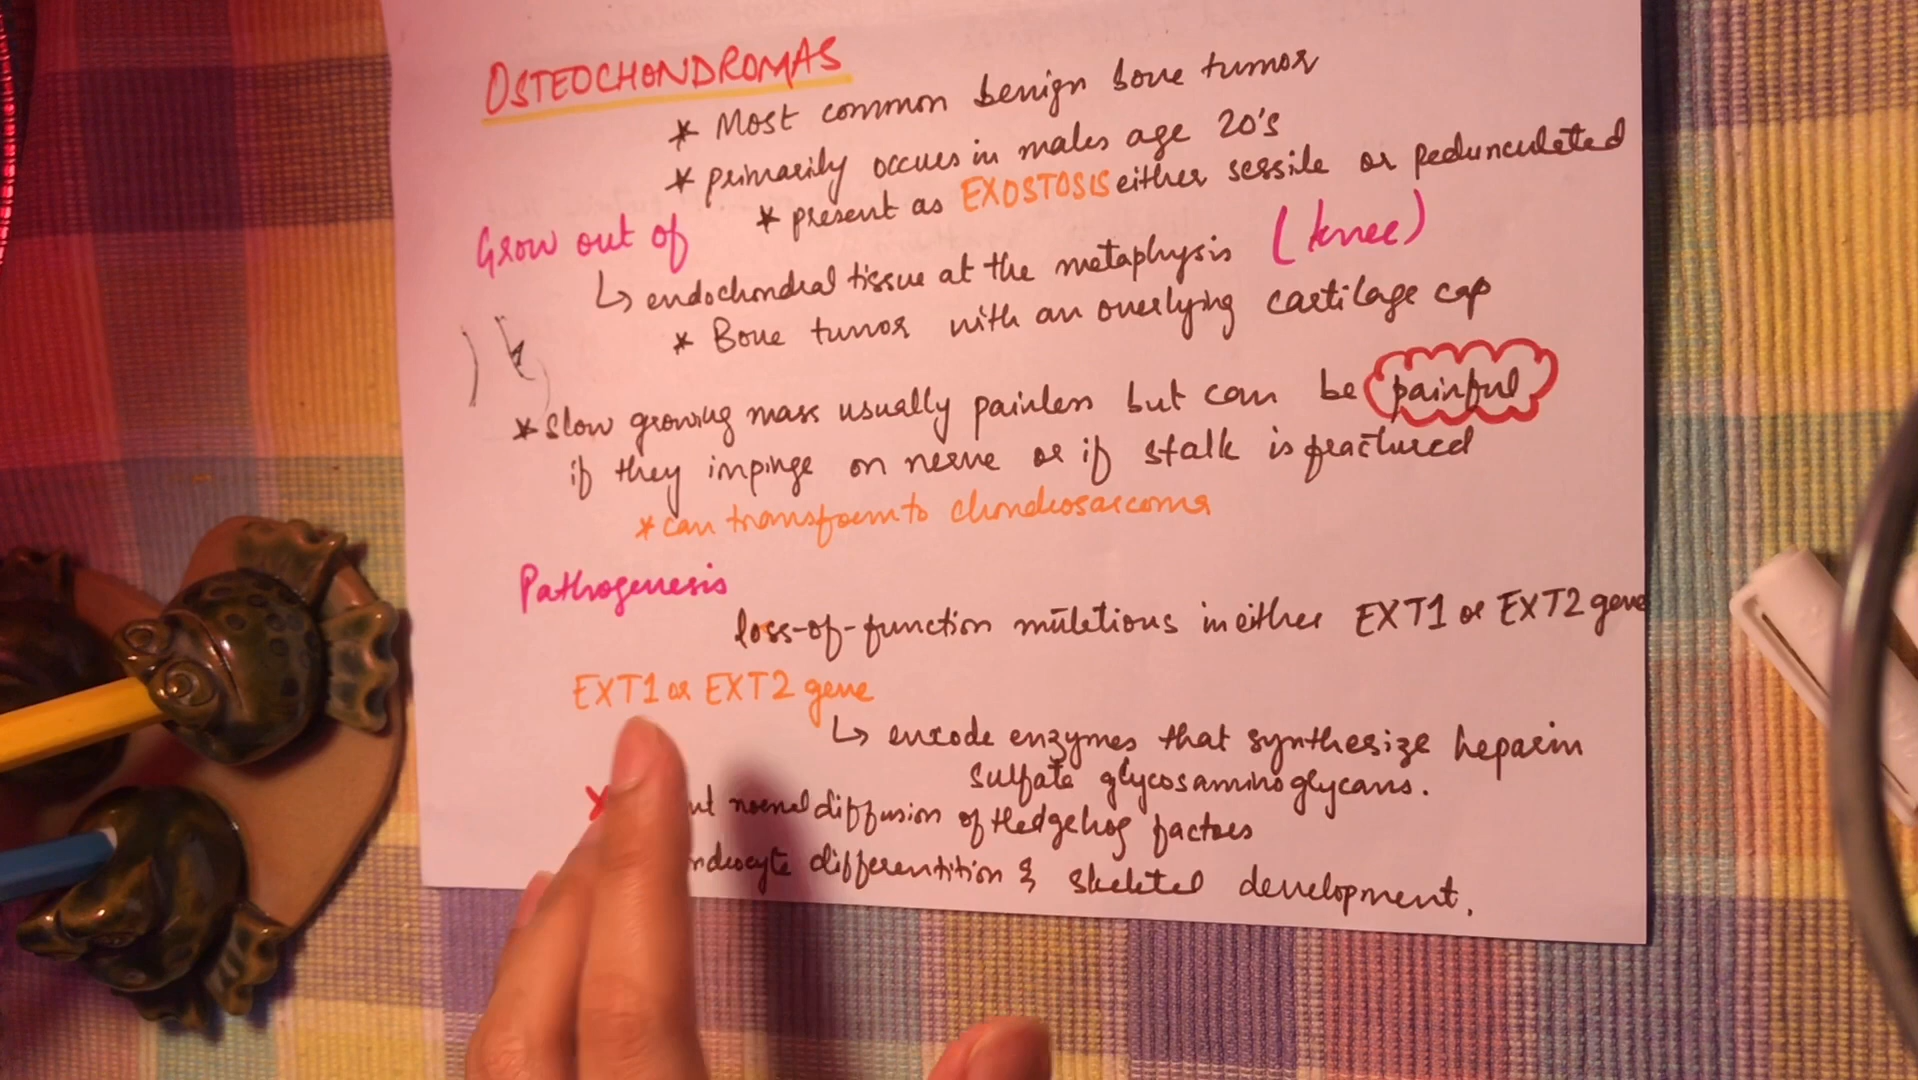 OSTEOCHONDROMAS
* Most common benign bone tumor
* primarily occurs in males age 20's
* present as EXOSTOSIS either sessile or pedunculated
Grow out of
↳ endochondral tissue at the metaphysis (knee)
* Bone tumor with an overlying cartilage cap
* Slow growing mass usually painless but can be painful
if they impinge on nerve or if stalk is fractured
* can transform to chondrosarcoma
Pathogenesis
loss-of-function mutations in either EXT1 or EXT2 gene
EXT1 or EXT2 gene
↳ encode enzymes that synthesize heparin
sulfate glycosaminoglycans.
normal diffusion of Hedgehog factors
differentition & skeletal development.